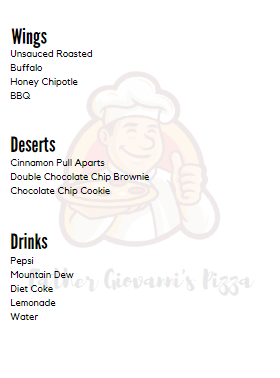 Wings
Unsauced Roasted
Buffalo
Honey Chipotle
BBQ
Deserts
Cinnamon Pull Aparts
Double Chocolate Chip Brownie
Chocolate Chip Cookie
Drinks
Pepsi
Mountain Dew
Diet Coke
Lemonade
Water
Giovanni's Pizza